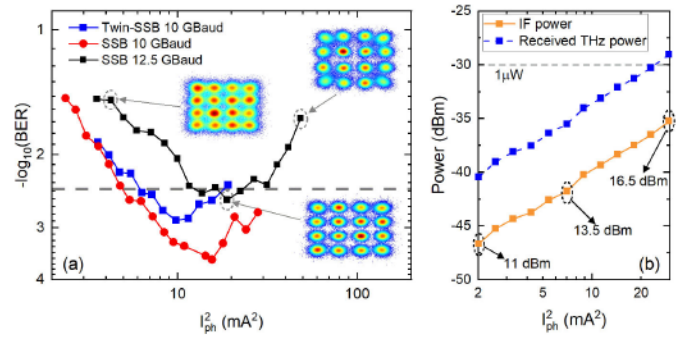 Twin-SSB 10 GBaud
SSB 10 GBaud
SSB 12.5 GBaud
-log10(BER)
1
2
3
4
(a)
10
100
I²ph (mA²)
IF power
Received THz power
1µW
Power (dBm)
-25
-30
-35
-40
-45
-50
16.5 dBm
13.5 dBm
11 dBm
(b)
2
5
10
20
I²ph (mA²)